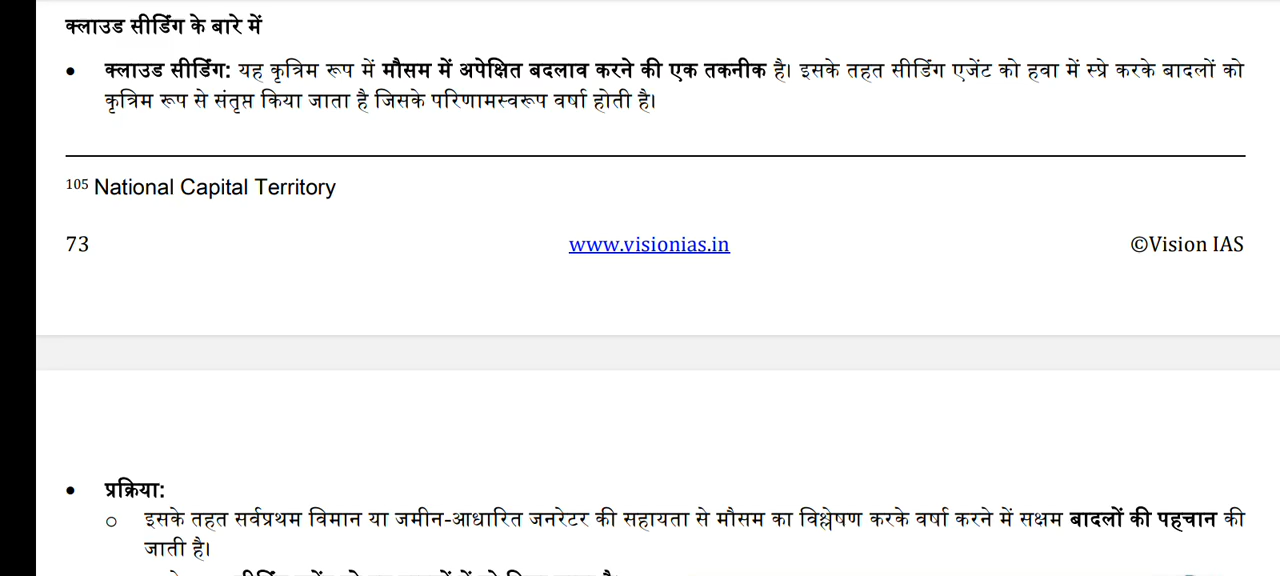 क्लाउड सीडिंग के बारे में
• क्लाउड सीडिंग: यह कृत्रिम रूप में मौसम में अपेक्षित बदलाव करने की एक तकनीक है। इसके तहत सीडिंग एजेंट को हवा में स्प्रे करके बादलों को
कृत्रिम रूप से संतृप्त किया जाता है जिसके परिणामस्वरूप वर्षा होती है।
105 National Capital Territory
73 www.visionias.in ©Vision IAS
• प्रक्रिया:
o इसके तहत सर्वप्रथम विमान या जमीन-आधारित जनरेटर की सहायता से मौसम का विश्लेषण करके वर्षा करने में सक्षम बादलों की पहचान की
जाती है।